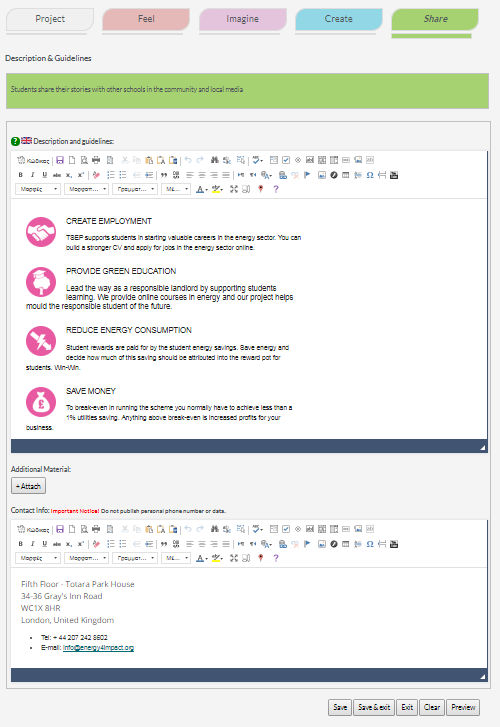 Project
Feel
Imagine
Create
Share
Description & Guidelines
Students share their stories with other schools in the community and local media
Description and guidelines:
Κώδικας
Μορφές
Μορφοπ...
Γραμματ...
Μέ...
CREATE EMPLOYMENT
TSEP supports students in starting valuable careers in the energy sector. You can
build a stronger CV and apply for jobs in the energy sector online.
PROVIDE GREEN EDUCATION
Lead the way as a responsible landlord by supporting students
learning. We provide online courses in energy and our project helps
mould the responsible student of the future.
REDUCE ENERGY CONSUMPTION
Student rewards are paid for by the student energy savings. Save energy and
decide how much of this saving should be attributed into the reward pot for
students. Win-Win.
SAVE MONEY
To break-even in running the scheme you normally have to achieve less than a
1% utilities saving. Anything above break-even is increased profits for your
business.
Additional Material:
+ Attach
Contact Info: Important Notice! Do not publish personal phone number or data.
Κώδικας
Μορφές
Μορφοπ...
Γραμματ...
Μέ...
Fifth Floor - Totara Park House
34-36 Gray's Inn Road
WC1X 8HR
London, United Kingdom
Tel: + 44 207 242 8602
E-mail: info@energy4impact.org
Save
Save & exit
Exit
Clear
Preview